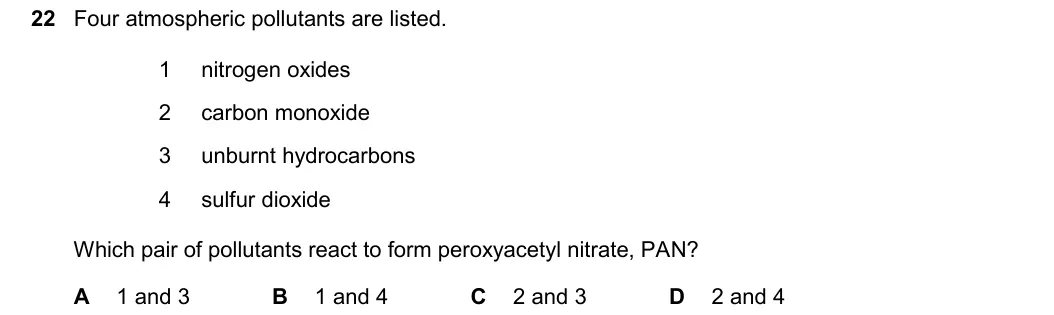 22 Four atmospheric pollutants are listed.
1 nitrogen oxides
2 carbon monoxide
3 unburnt hydrocarbons
4 sulfur dioxide
Which pair of pollutants react to form peroxyacetyl nitrate, PAN?
A 1 and 3 B 1 and 4 C 2 and 3 D 2 and 4